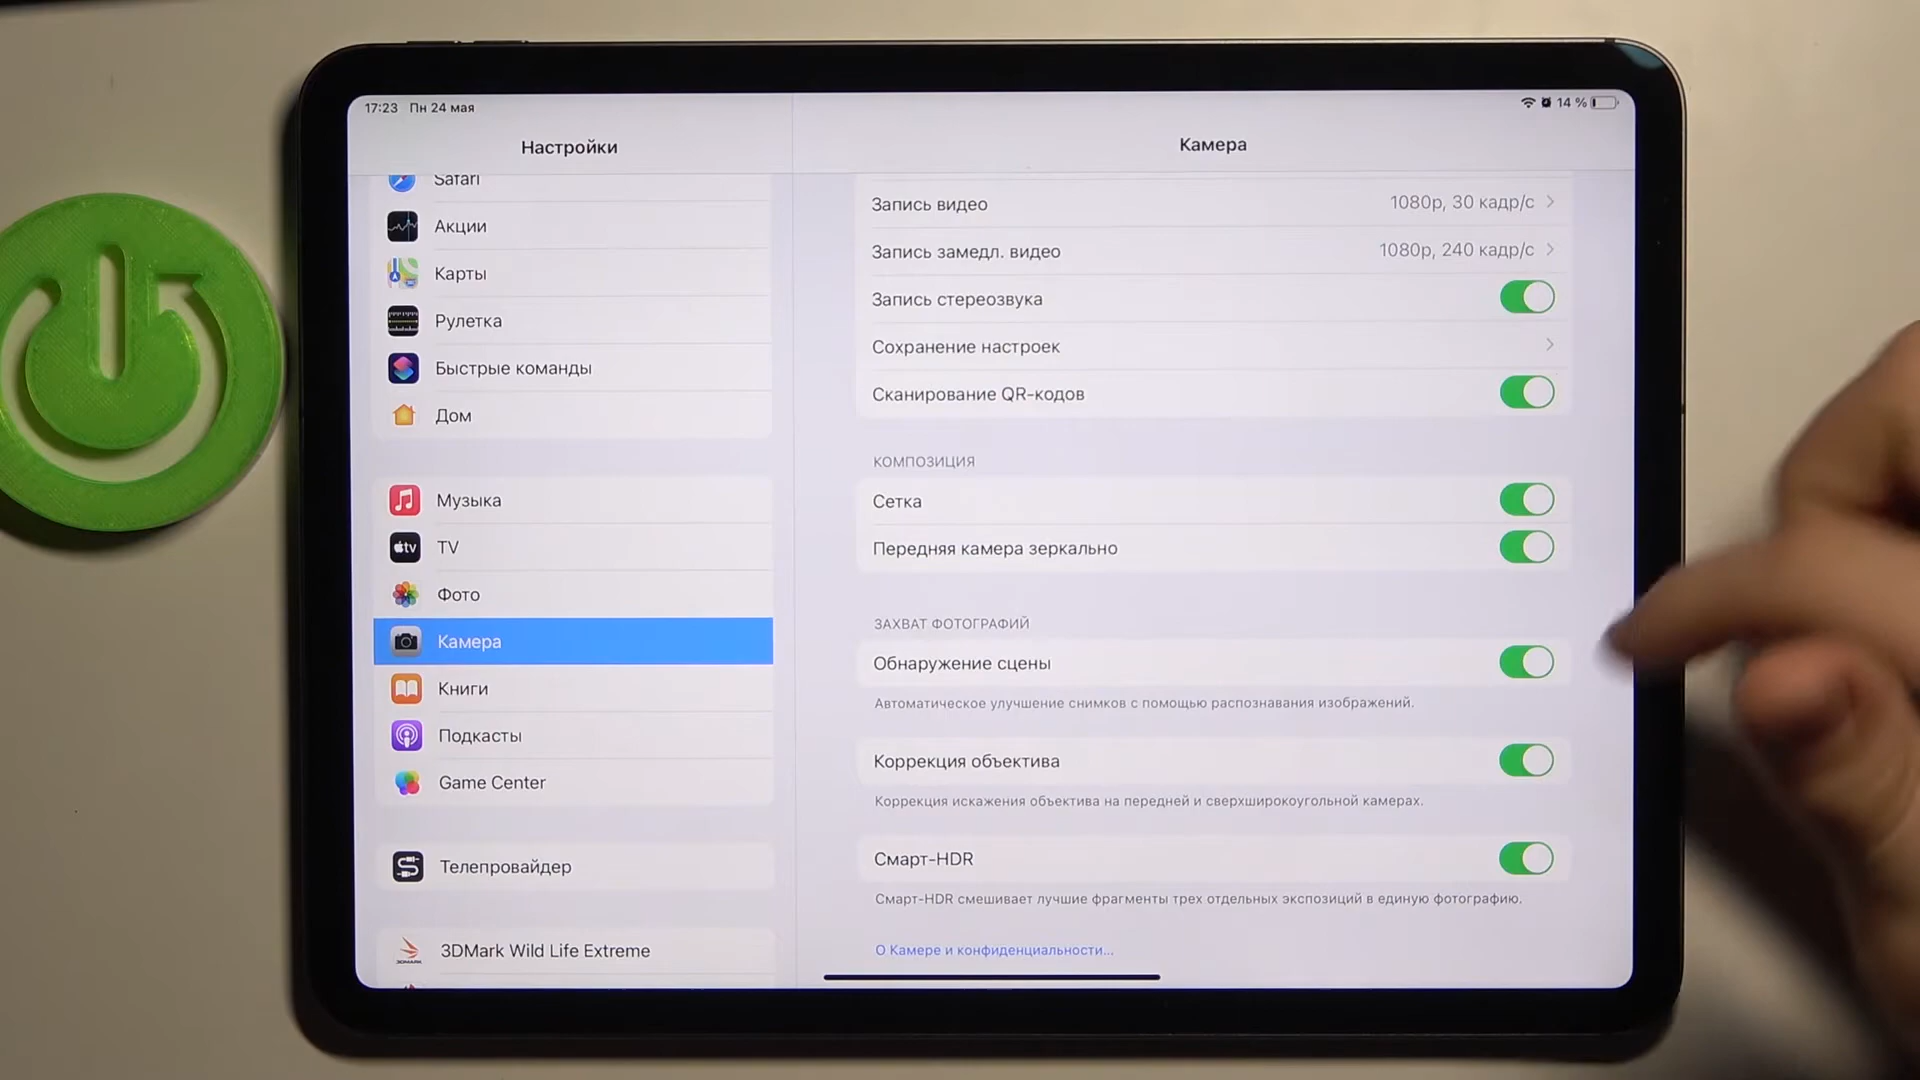 17:23 Пн 24 мая
14 %
Настройки
Safari
Акции
Карты
Рулетка
Быстрые команды
Дом
Музыка
tv
TV
Фото
Камера
Книги
Подкасты
Game Center
Телепровайдер
3DMARK
3DMark Wild Life Extreme
Камера
Запись видео 1080p, 30 кадр/с
Запись замедл. видео 1080p, 240 кадр/с
Запись стереозвука
Сохранение настроек
Сканирование QR-кодов
КОМПОЗИЦИЯ
Сетка
Передняя камера зеркально
ЗАХВАТ ФОТОГРАФИЙ
Обнаружение сцены
Автоматическое улучшение снимков с помощью распознавания изображений.
Коррекция объектива
Коррекция искажения объектива на передней и сверхширокоугольной камерах.
Смарт-HDR
Смарт-HDR смешивает лучшие фрагменты трех отдельных экспозиций в единую фотографию.
О Камере и конфиденциальности...